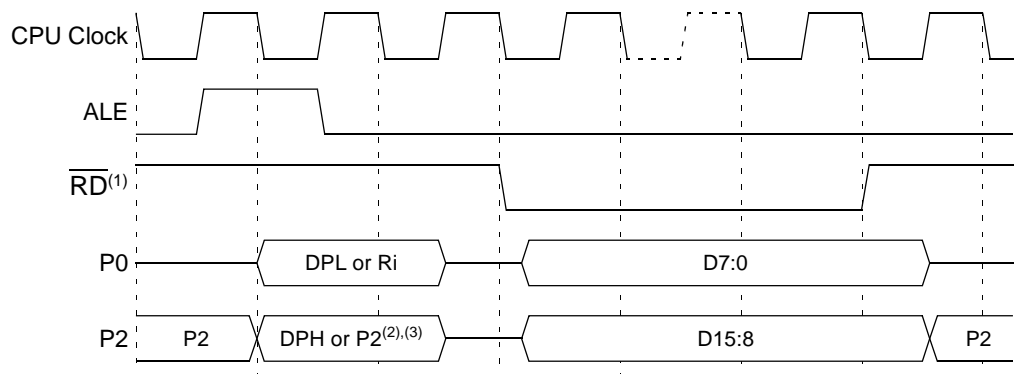 CPU Clock
ALE
RD(1)
P0 DPL or Ri D7:0
P2 P2 DPH or P2(2),(3) D15:8 P2